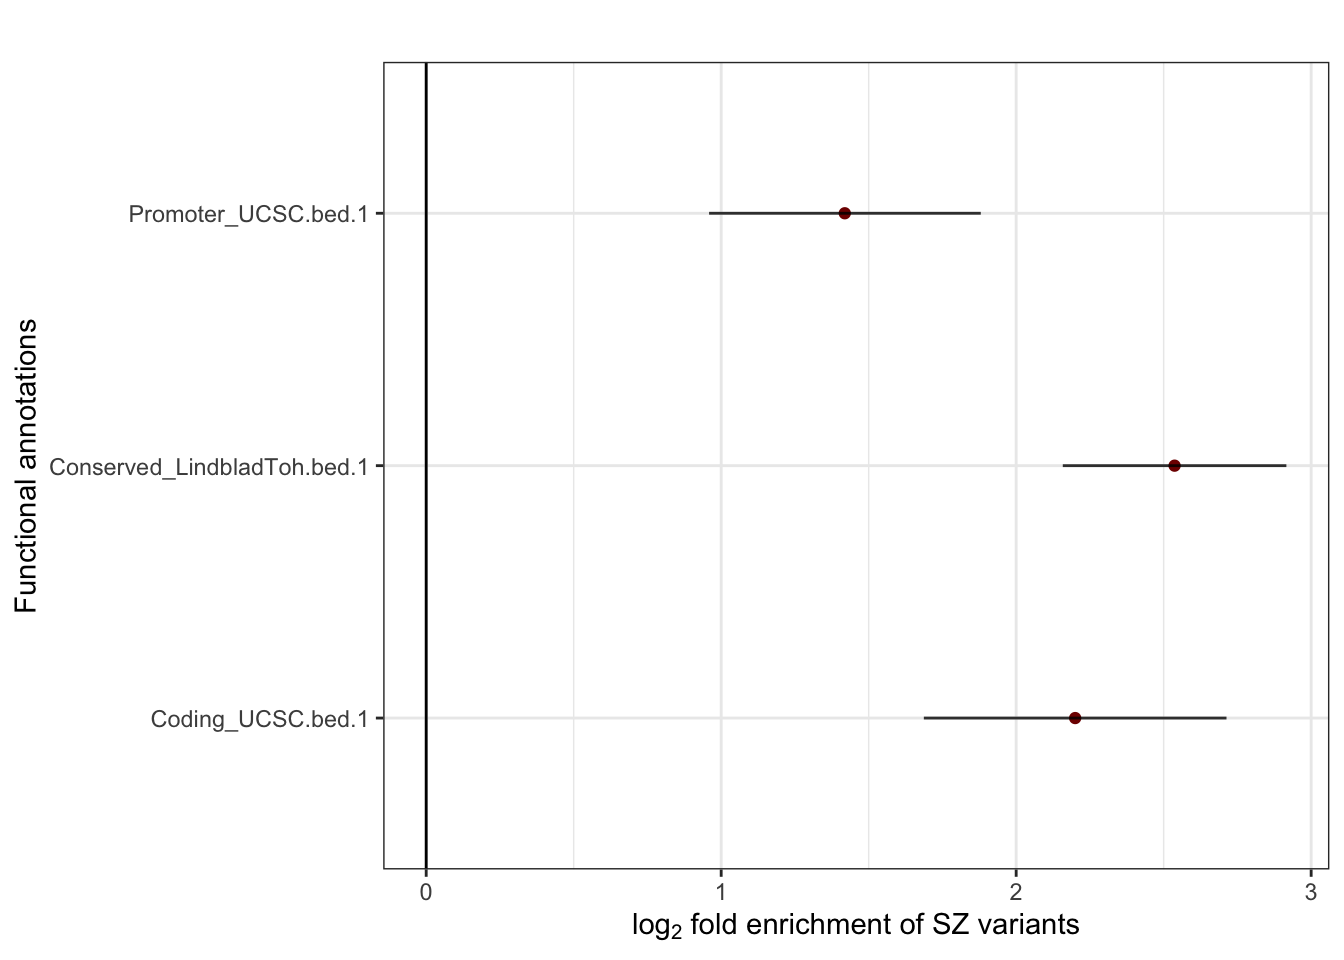 Functional annotations
Promoter_UCSC.bed.1
Conserved_LindbladToh.bed.1
Coding_UCSC.bed.1
0 1 2 3
log₂ fold enrichment of SZ variants